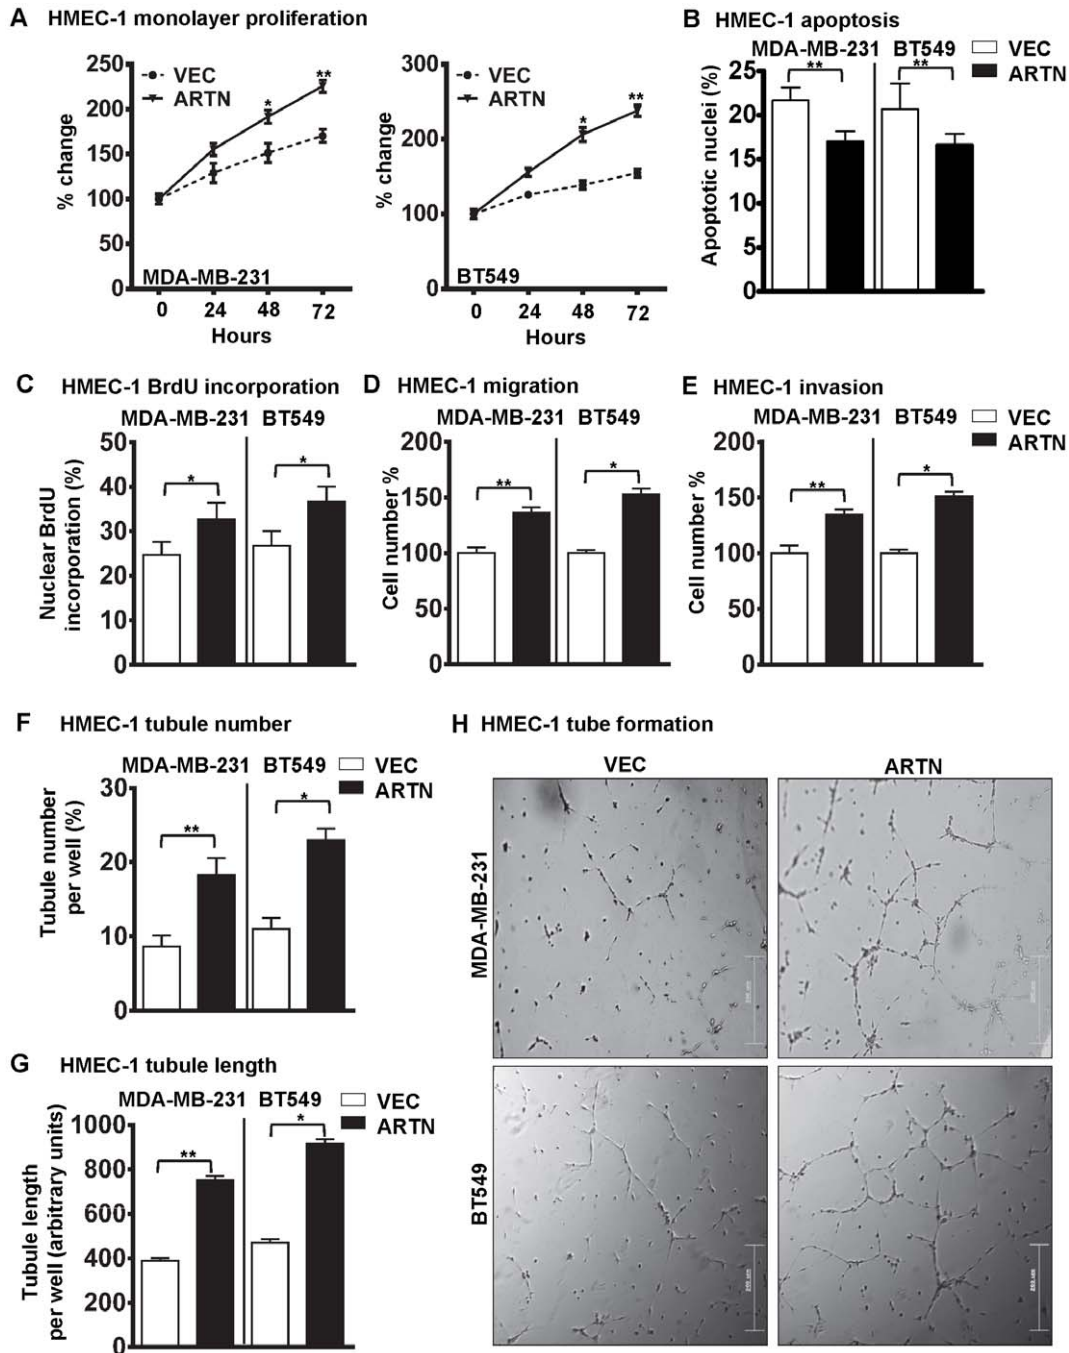 A HMEC-1 monolayer proliferation
% change
250
200
150
100
50
0
VEC
ARTN
*
**
MDA-MB-231
0 24 48 72
Hours
% change
300
200
100
0
VEC
ARTN
*
**
BT549
0 24 48 72
Hours
B HMEC-1 apoptosis
MDA-MB-231 BT549
VEC
ARTN
Apoptotic nuclei (%)
25
20
15
10
5
0
** **
C HMEC-1 BrdU incorporation
MDA-MB-231 BT549
Nuclear BrdU
incorporation (%)
50
40
30
20
10
0
* *
D HMEC-1 migration
MDA-MB-231 BT549
Cell number %
200
150
100
50
0
** *
E HMEC-1 invasion
MDA-MB-231 BT549
VEC
ARTN
Cell number %
200
150
100
50
0
** *
F HMEC-1 tubule number
MDA-MB-231 BT549
VEC
ARTN
Tubule number
per well (%)
30
20
10
0
** *
G HMEC-1 tubule length
MDA-MB-231 BT549
VEC
ARTN
Tubule length
per well (arbitrary units)
1000
800
600
400
200
0
** *
H HMEC-1 tube formation
VEC ARTN
MDA-MB-231
BT549